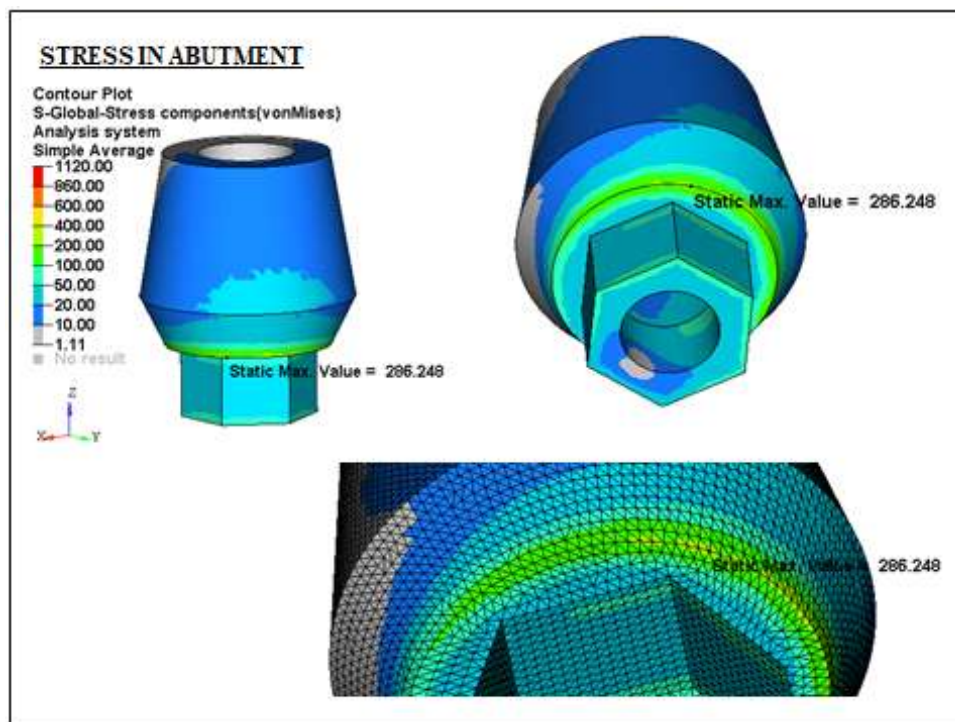 STRESS IN ABUTMENT
Contour Plot
S-Global-Stress components(vonMises)
Analysis system
Simple Average
1120.00
860.00
600.00
400.00
200.00
100.00
50.00
20.00
10.00
1.11
No result
Static Max. Value = 286.248
Z
X
Y
Static Max. Value = 286.248
Static Max. Value = 286.248